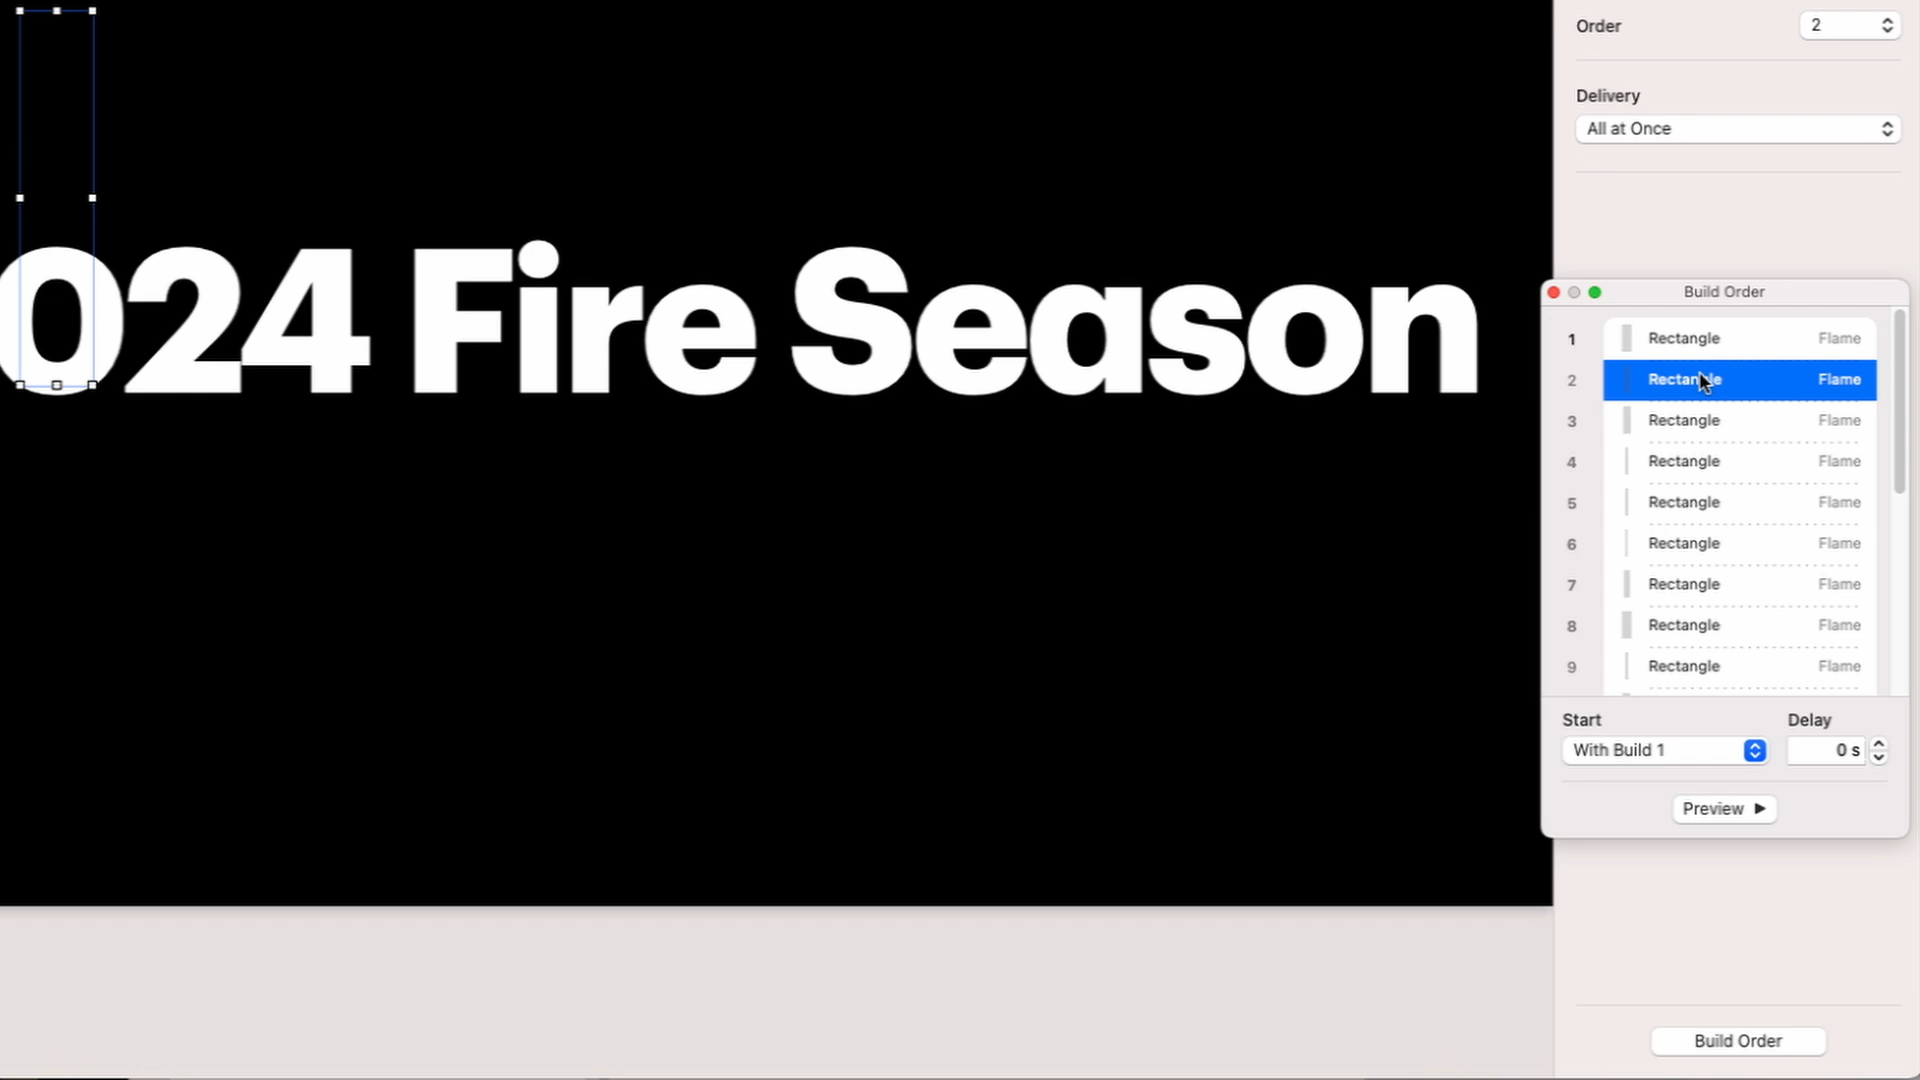 Order 2
Delivery
All at Once
024 Fire Season
Build Order
1 Rectangle Flame
2 Rectangle Flame
3 Rectangle Flame
4 Rectangle Flame
5 Rectangle Flame
6 Rectangle Flame
7 Rectangle Flame
8 Rectangle Flame
9 Rectangle Flame
Start Delay
With Build 1 0 s
Preview
Build Order